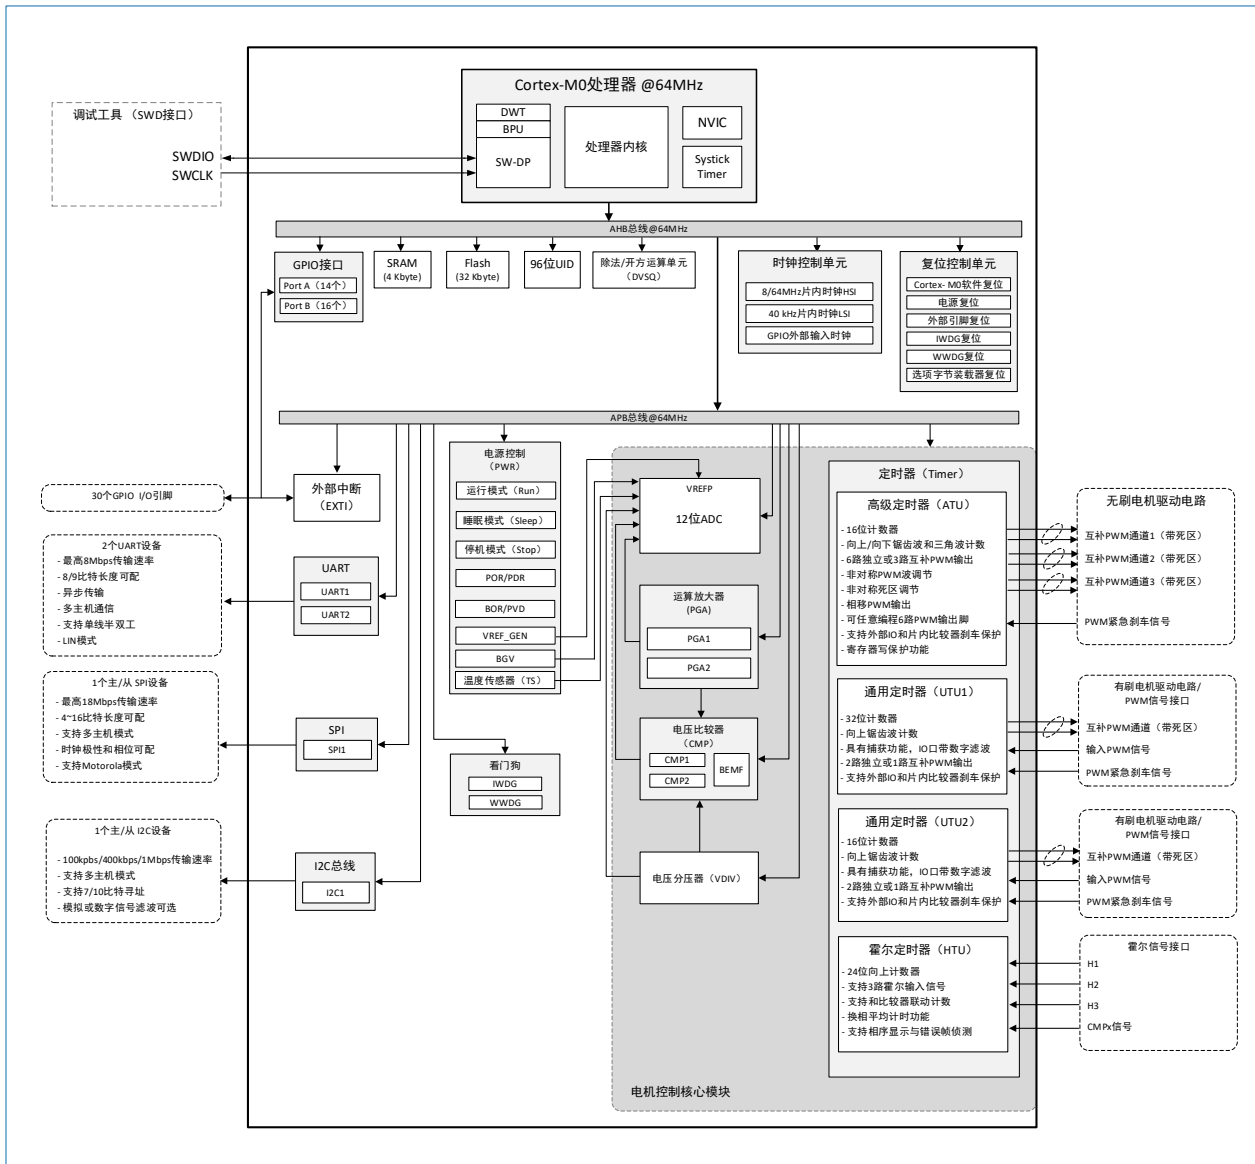 Cortex-M0处理器 @64MHz
DWT
BPU
SW-DP
处理器内核
NVIC
Systick
Timer
调试工具 （SWD接口）
SWDIO
SWCLK
AHB总线@64MHz
GPIO接口
Port A（14个）
Port B（16个）
SRAM
(4 Kbyte)
Flash
(32 Kbyte)
96位UID
除法/开方运算单元
（DVSQ）
时钟控制单元
8/64MHz片内时钟HSI
40 kHz片内时钟LSI
GPIO外部输入时钟
复位控制单元
Cortex- M0软件复位
电源复位
外部引脚复位
IWDG复位
WWDG复位
选项字节装载器复位
APB总线@64MHz
30个GPIO I/O引脚
外部中断
（EXTI）
2个UART设备
- 最高8Mbps传输速率
- 8/9比特长度可配
- 异步传输
- 多主机通信
- 支持单线半双工
- LIN模式
UART
UART1
UART2
1个主/从 SPI设备
- 最高18Mbps传输速率
- 4~16比特长度可配
- 支持多主机模式
- 时钟极性和相位可配
- 支持Motorola模式
SPI
SPI1
1个主/从 I2C设备
- 100kpbs/400kbps/1Mbps传输速率
- 支持多主机模式
- 支持7/10比特寻址
- 模拟或数字信号滤波可选
I2C总线
I2C1
电源控制
（PWR）
运行模式（Run）
睡眠模式（Sleep）
停机模式（Stop）
POR/PDR
BOR/PVD
VREF_GEN
BGV
温度传感器（TS）
看门狗
IWDG
WWDG
VREFP
12位ADC
运算放大器
(PGA)
PGA1
PGA2
电压比较器
（CMP）
CMP1
CMP2
BEMF
电压分压器（VDIV）
电机控制核心模块
定时器（Timer）
高级定时器（ATU）
- 16位计数器
- 向上/向下锯齿波和三角波计数
- 6路独立或3路互补PWM输出
- 非对称PWM波调节
- 非对称死区调节
- 相移PWM输出
- 可任意编程6路PWM输出脚
- 支持外部IO和片内比较器刹车保护
- 寄存器写保护功能
通用定时器（UTU1）
- 32位计数器
- 向上锯齿波计数
- 具有捕获功能，IO口带数字滤波
- 2路独立或1路互补PWM输出
- 支持外部IO和片内比较器刹车保护
通用定时器（UTU2）
- 16位计数器
- 向上锯齿波计数
- 具有捕获功能，IO口带数字滤波
- 2路独立或1路互补PWM输出
- 支持外部IO和片内比较器刹车保护
霍尔定时器（HTU）
- 24位向上计数器
- 支持3路霍尔输入信号
- 支持和比较器联动计数
- 换相平均计时功能
- 支持相序显示与错误帧侦测
无刷电机驱动电路
互补PWM通道1（带死区）
互补PWM通道2（带死区）
互补PWM通道3（带死区）
PWM紧急刹车信号
有刷电机驱动电路/
PWM信号接口
互补PWM通道（带死区）
输入PWM信号
PWM紧急刹车信号
有刷电机驱动电路/
PWM信号接口
互补PWM通道（带死区）
输入PWM信号
PWM紧急刹车信号
霍尔信号接口
H1
H2
H3
CMPx信号